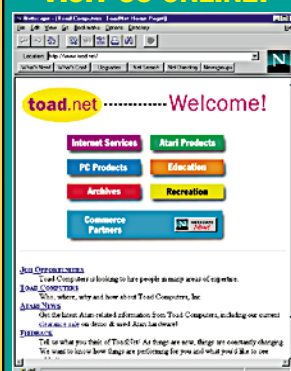 VISIT US ONLINE!
Netscape - [Toad Computers ToadNet Home Page]
File Edit View Go Bookmarks Options Directory
Location: http://www.toad.net/
What's New! What's Cool! Upgrades Net Search Net Directory Newsgroups
N
toad.net Welcome!
Internet Services Atari Products
PC Products Education
Archives Recreation
Commerce Partners
JOB OPPORTUNITIES
Toad Computers is looking to hire people in many areas of expertise.
TOAD COMPUTERS
Who, where, why and how about Toad Computers, Inc.
ATARI NEWS
Get the latest Atari-related information from Toad Computers, including our current
clearance sale on demo & used Atari hardware!
FEEDBACK
Tell us what you think of ToadNet! As things are new, things are constantly changing.
We want to know how things are performing for you and what you'd like to see